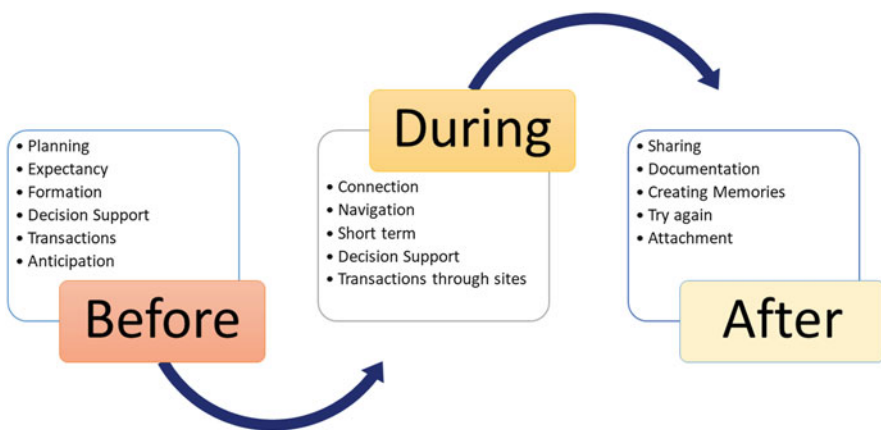 • Planning
• Expectancy
• Formation
• Decision Support
• Transactions
• Anticipation
Before
During
• Connection
• Navigation
• Short term
• Decision Support
• Transactions through sites
• Sharing
• Documentation
• Creating Memories
• Try again
• Attachment
After